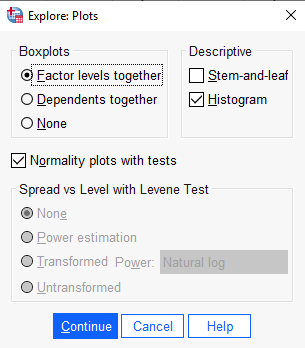 Explore: Plots
Boxplots
Factor levels together
Dependents together
None
Descriptive
Stem-and-leaf
Histogram
Normality plots with tests
Spread vs Level with Levene Test
None
Power estimation
Transformed Power: Natural log
Untransformed
Continue Cancel Help